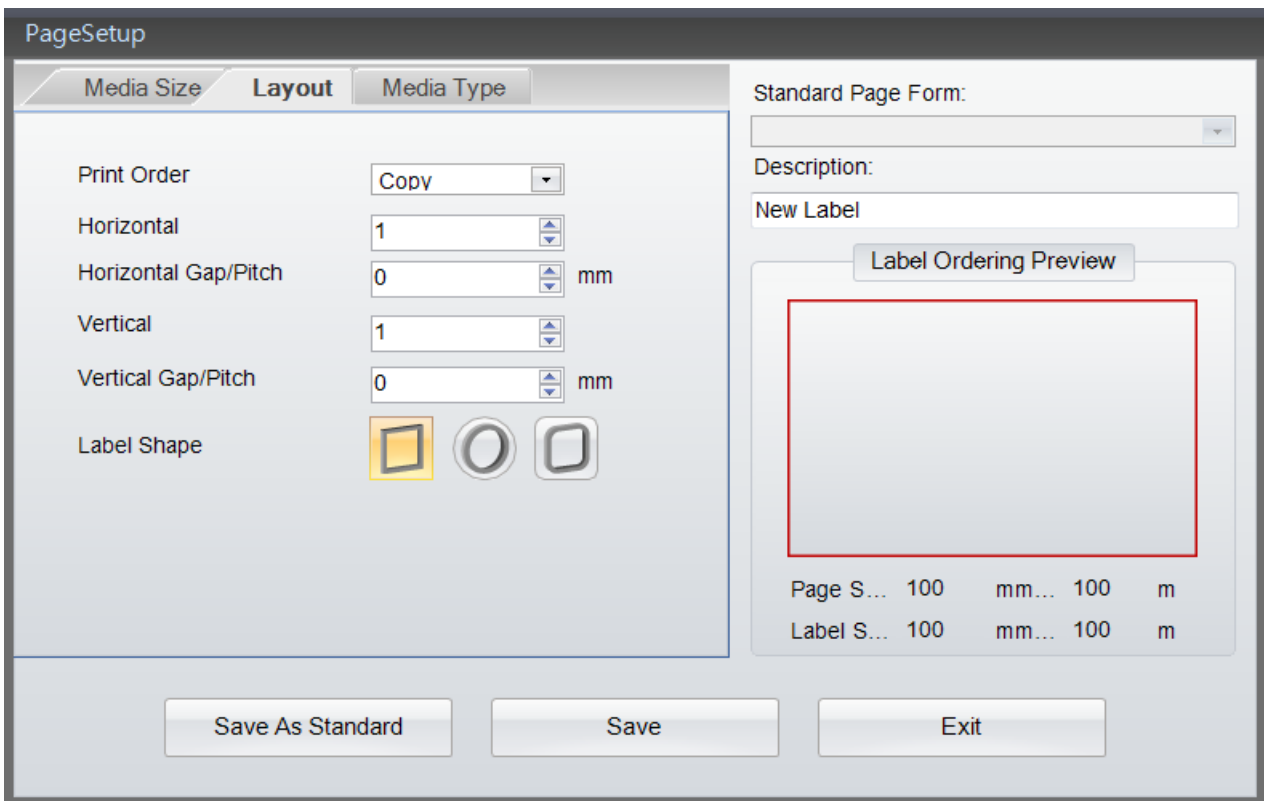 PageSetup
Media Size Layout Media Type
Print Order Copy
Horizontal 1
Horizontal Gap/Pitch 0 mm
Vertical 1
Vertical Gap/Pitch 0 mm
Label Shape
Standard Page Form:
Description:
New Label
Label Ordering Preview
Page S... 100 mm... 100 m
Label S... 100 mm... 100 m
Save As Standard Save Exit